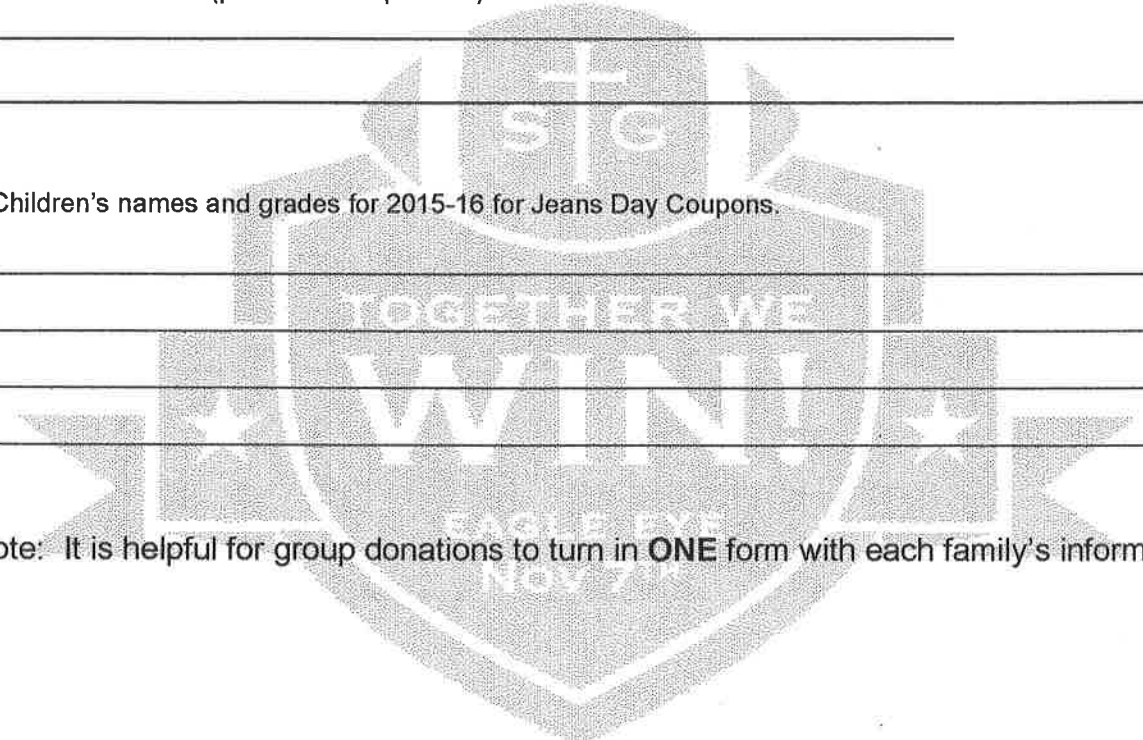 S G
Children's names and grades for 2015-16 for Jeans Day Coupons.
TOGETHER WE
WIN!
EAGLE EYE
NOV 7TH
ote: It is helpful for group donations to turn in ONE form with each family's inform